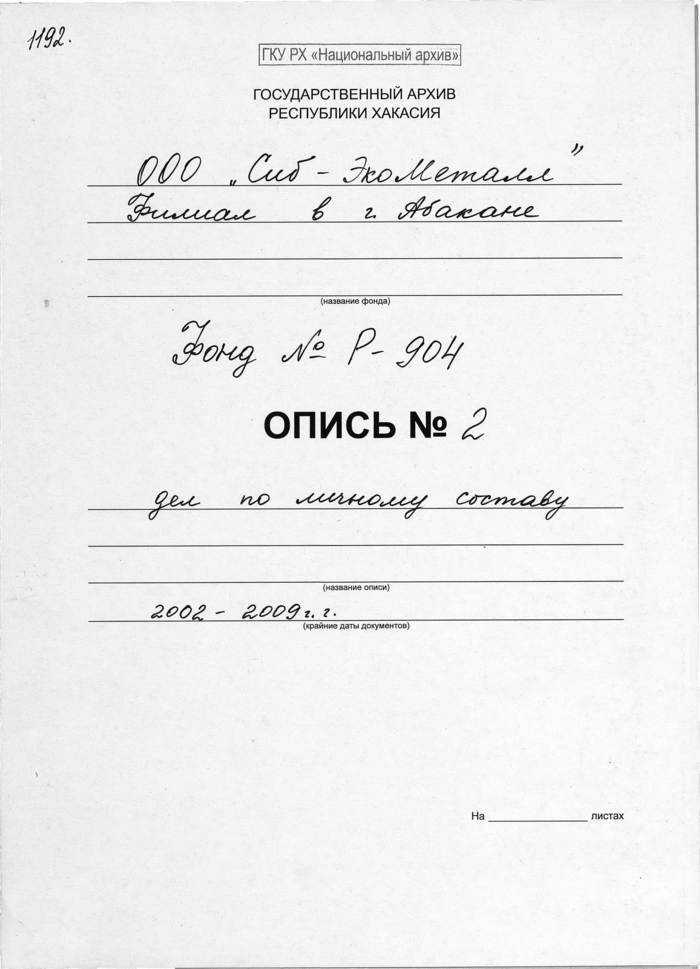 1192.
ГКУ РХ «Национальный архив»
ГОСУДАРСТВЕННЫЙ АРХИВ
РЕСПУБЛИКИ ХАКАСИЯ
ООО „Сиб - ЭкоМеталл”
Филиал в г. Абакане
(название фонда)
Фонд № Р- 904
ОПИСЬ № 2
дел по личному составу
(название описи)
2002 - 2009 г. г.
(крайние даты документов)
На ______________ листах